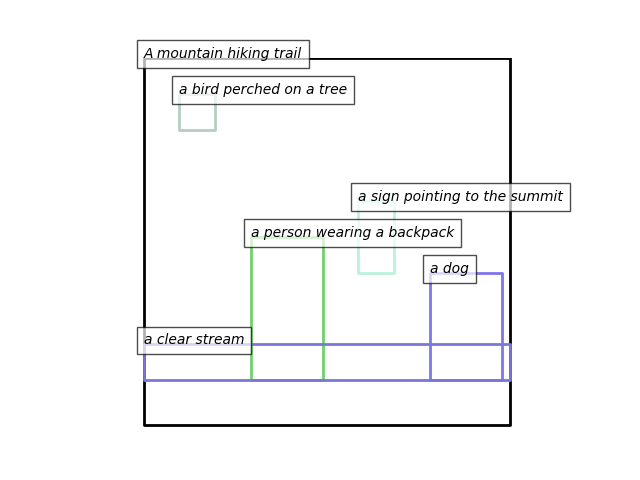 A mountain hiking trail
a bird perched on a tree
a sign pointing to the summit
a person wearing a backpack
a dog
a clear stream